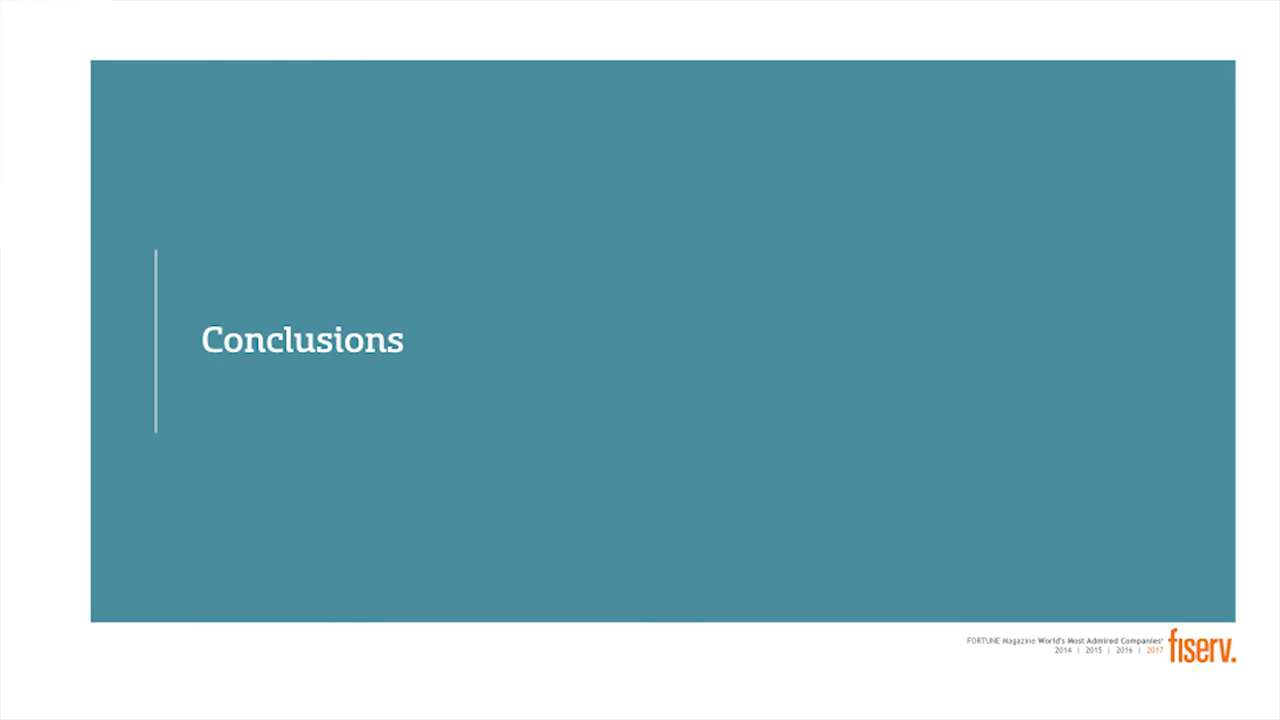 Conclusions
FORTUNE Magazine World's Most Admired Companies®
2014 | 2015 | 2016 | 2017
fiserv.